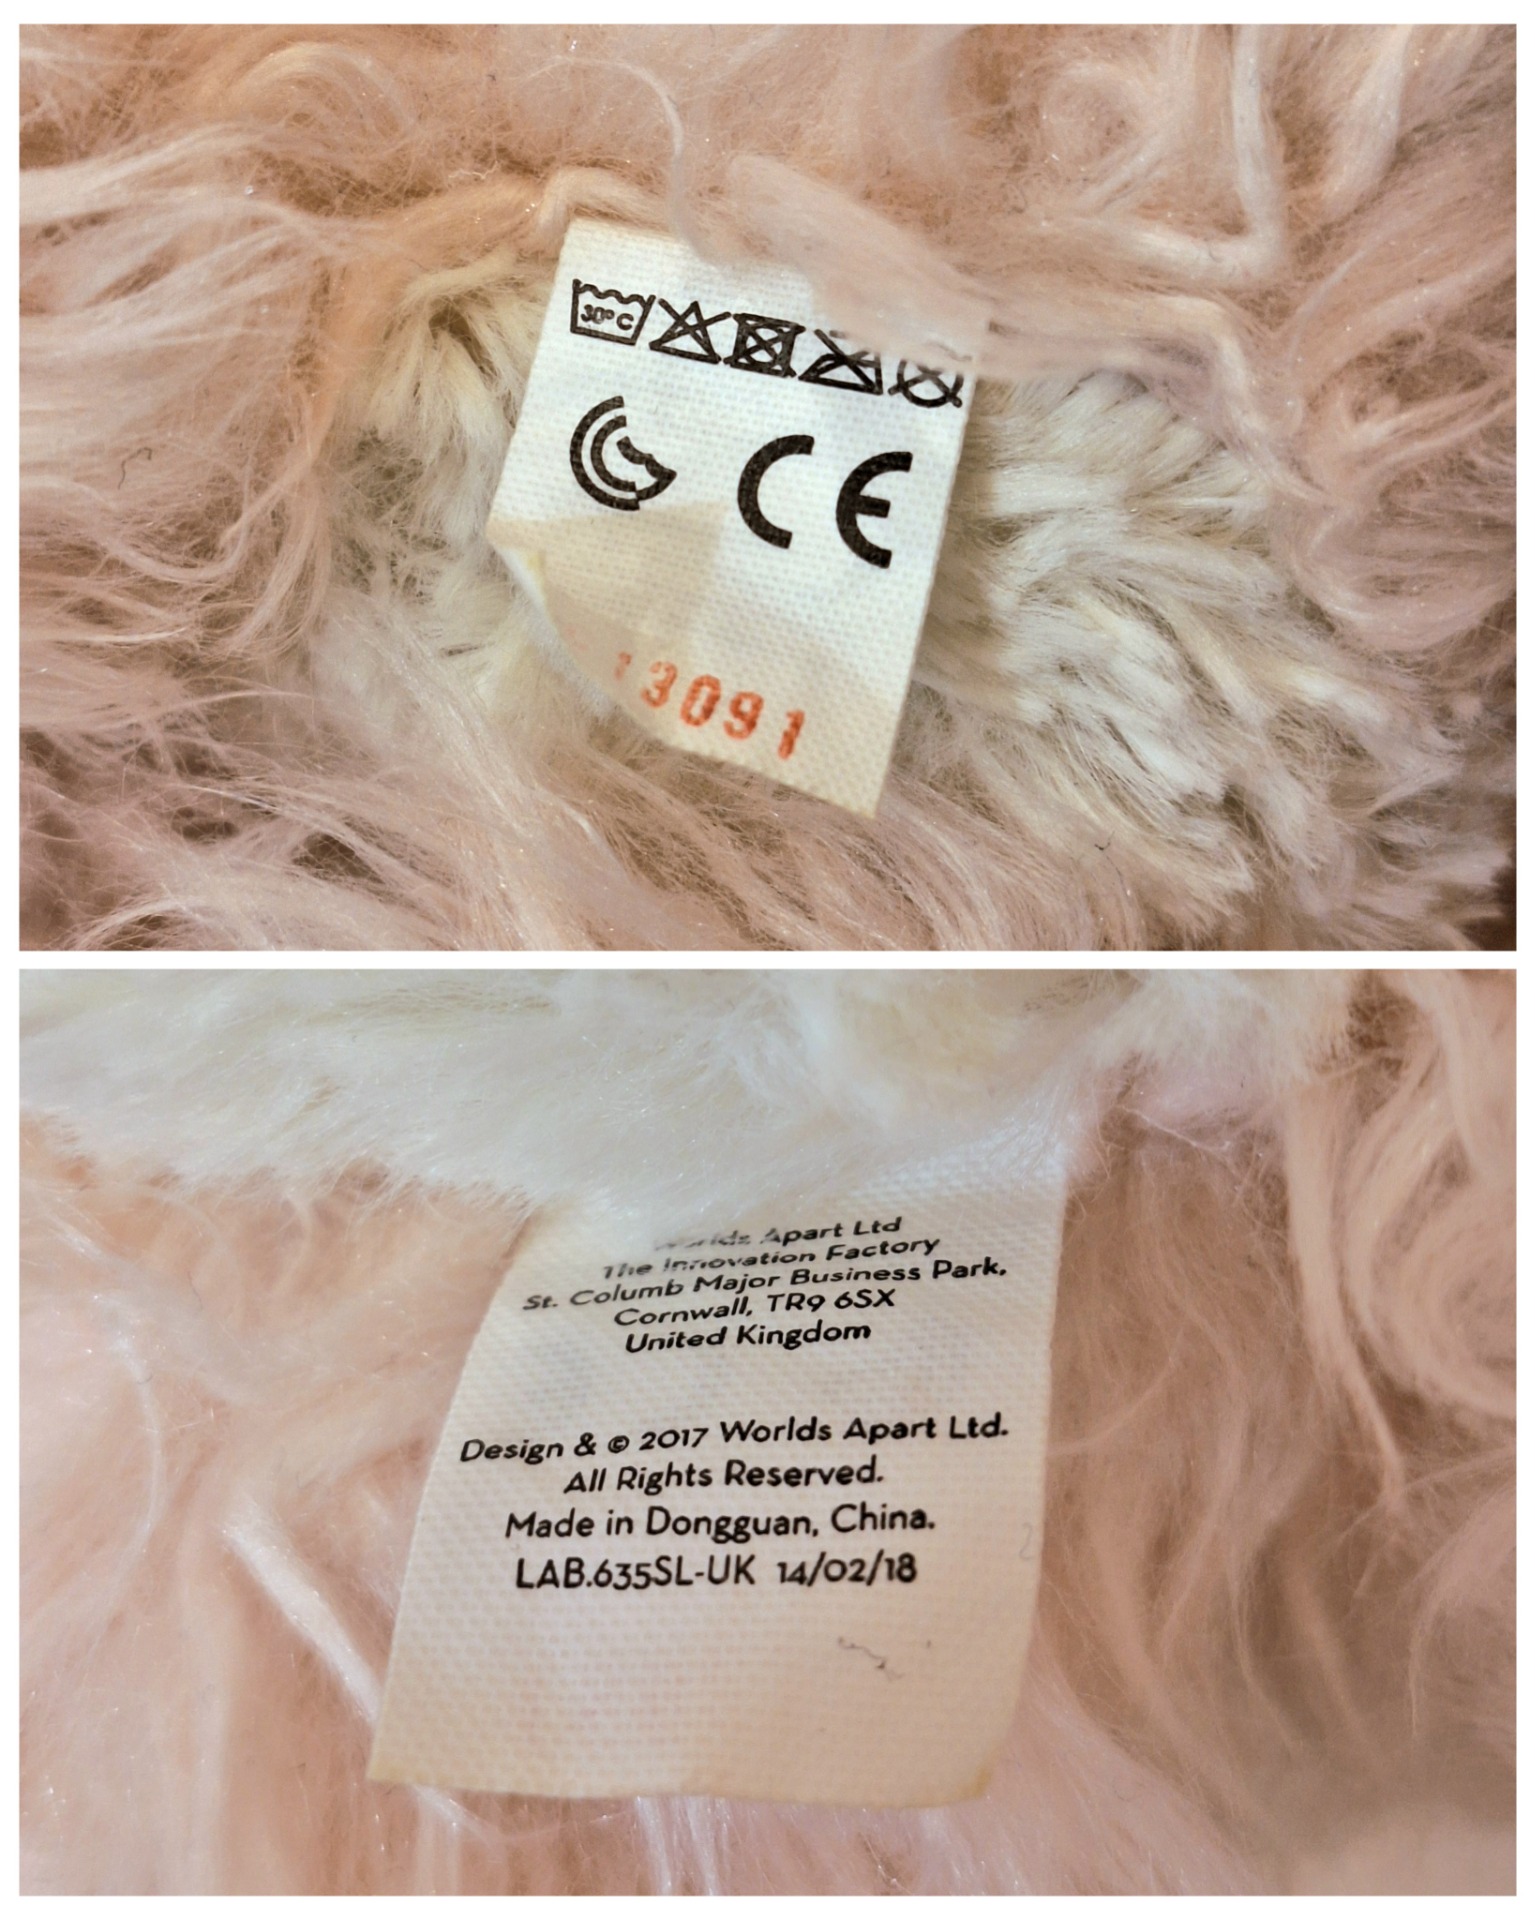 30°C
CE
13091
Worlds Apart Ltd
The Innovation Factory
St. Columb Major Business Park,
Cornwall, TR9 6SX
United Kingdom
Design & © 2017 Worlds Apart Ltd.
All Rights Reserved.
Made in Dongguan, China.
LAB.635SL-UK 14/02/18